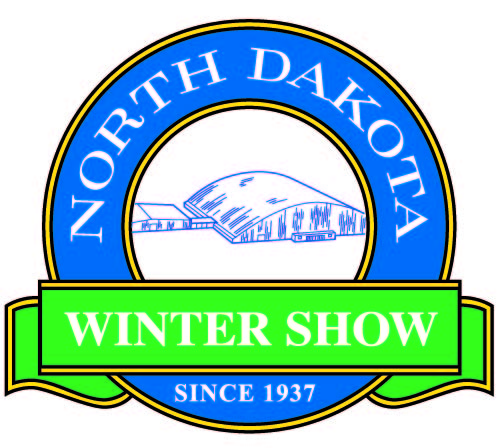 NORTH DAKOTA
WINTER SHOW
SINCE 1937